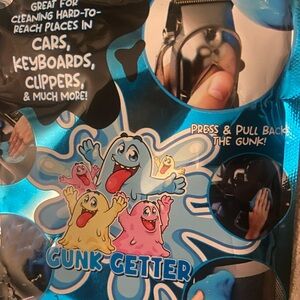 GREAT FOR
CLEANING HARD-TO-
REACH PLACES IN
CARS,
KEYBOARDS,
CLIPPERS,
& MUCH MORE!
PRESS & PULL BACK
THE GUNK!
GUNK GETTER